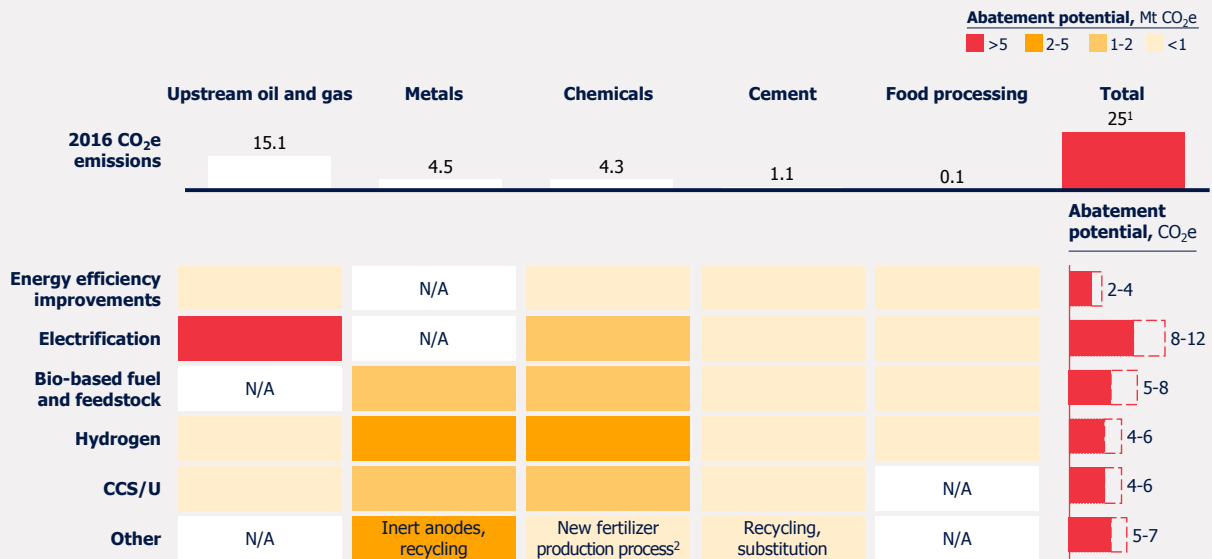 Abatement potential, Mt CO₂e
>5 2-5 1-2 <1
Upstream oil and gas Metals Chemicals Cement Food processing Total
2016 CO₂e
emissions
15.1 4.5 4.3 1.1 0.1 25¹
Abatement
potential, CO₂e
Energy efficiency
improvements
N/A 2-4
Electrification N/A 8-12
Bio-based fuel
and feedstock
N/A 5-8
Hydrogen 4-6
CCS/U N/A 4-6
Other N/A
Inert anodes,
recycling
New fertilizer
production process²
Recycling,
substitution
N/A 5-7